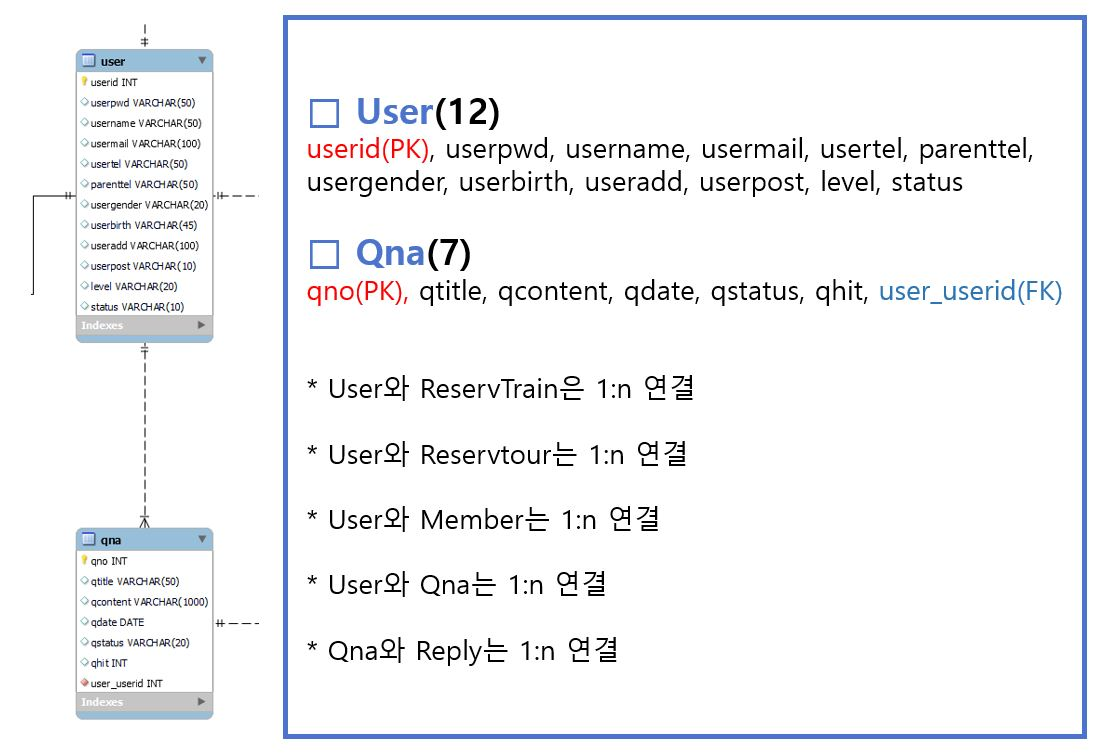 user
userid INT
userpwd VARCHAR(50)
username VARCHAR(50)
usermail VARCHAR(100)
usertel VARCHAR(50)
parenttel VARCHAR(50)
usergender VARCHAR(20)
userbirth VARCHAR(45)
useradd VARCHAR(100)
userpost VARCHAR(10)
level VARCHAR(20)
status VARCHAR(10)
Indexes
qna
qno INT
qtitle VARCHAR(50)
qcontent VARCHAR(1000)
qdate DATE
qstatus VARCHAR(20)
qhit INT
user_userid INT
Indexes
□ User(12)
userid(PK), userpwd, username, usermail, usertel, parenttel,
usergender, userbirth, useradd, userpost, level, status
□ Qna(7)
qno(PK), qtitle, qcontent, qdate, qstatus, qhit, user_userid(FK)
* User와 ReservTrain은 1:n 연결
* User와 Reservtour는 1:n 연결
* User와 Member는 1:n 연결
* User와 Qna는 1:n 연결
* Qna와 Reply는 1:n 연결